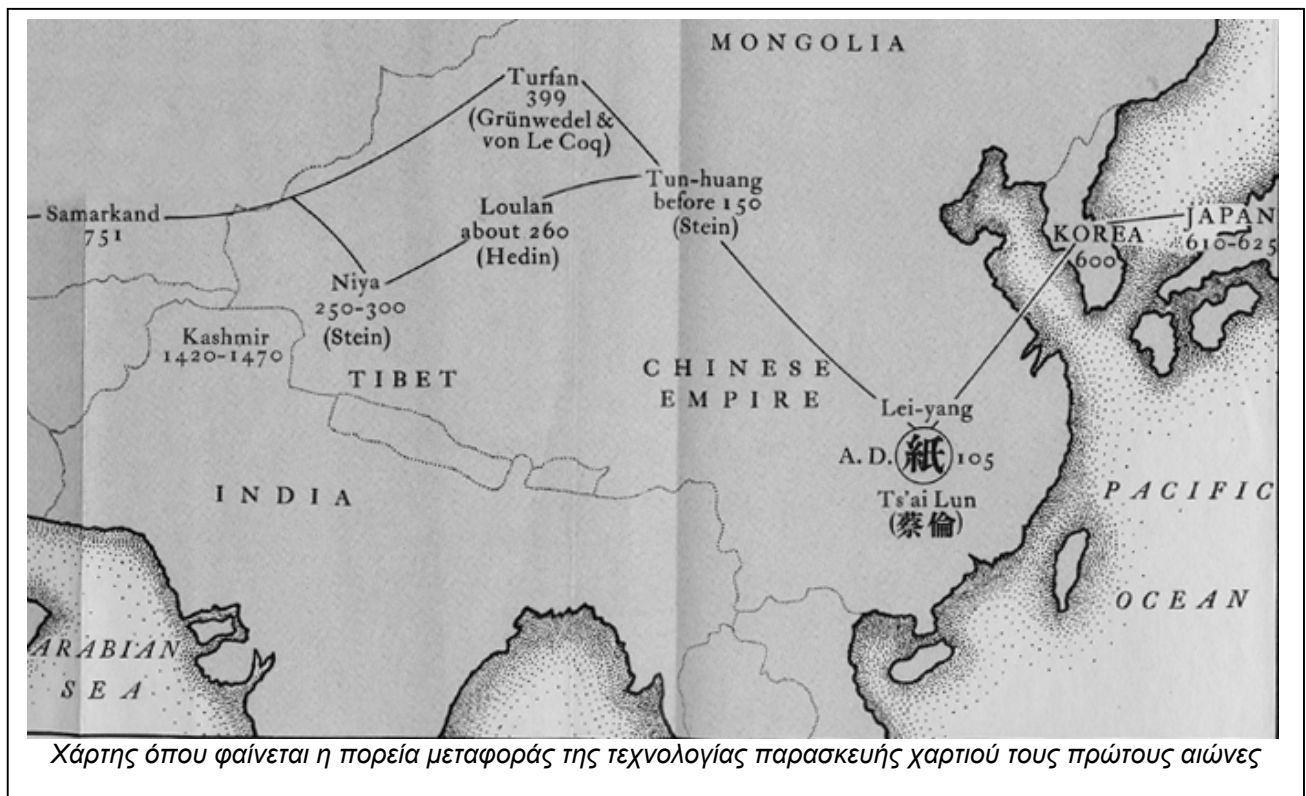 MONGOLIA
Turfan
399
(Grünwedel &
von Le Coq)
Tun-huang
before 150
(Stein)
Loulan
about 260
(Hedin)
Samarkand
751
Niya
250-300
(Stein)
Kashmir
1420-1470
TIBET
KOREA
600
JAPAN
610-625
CHINESE
EMPIRE
Lei-yang
A.D. 紙 105
Ts'ai Lun
(蔡倫)
INDIA
PACIFIC
OCEAN
ARABIAN
SEA
Χάρτης όπου φαίνεται η πορεία μεταφοράς της τεχνολογίας παρασκευής χαρτιού τους πρώτους αιώνες